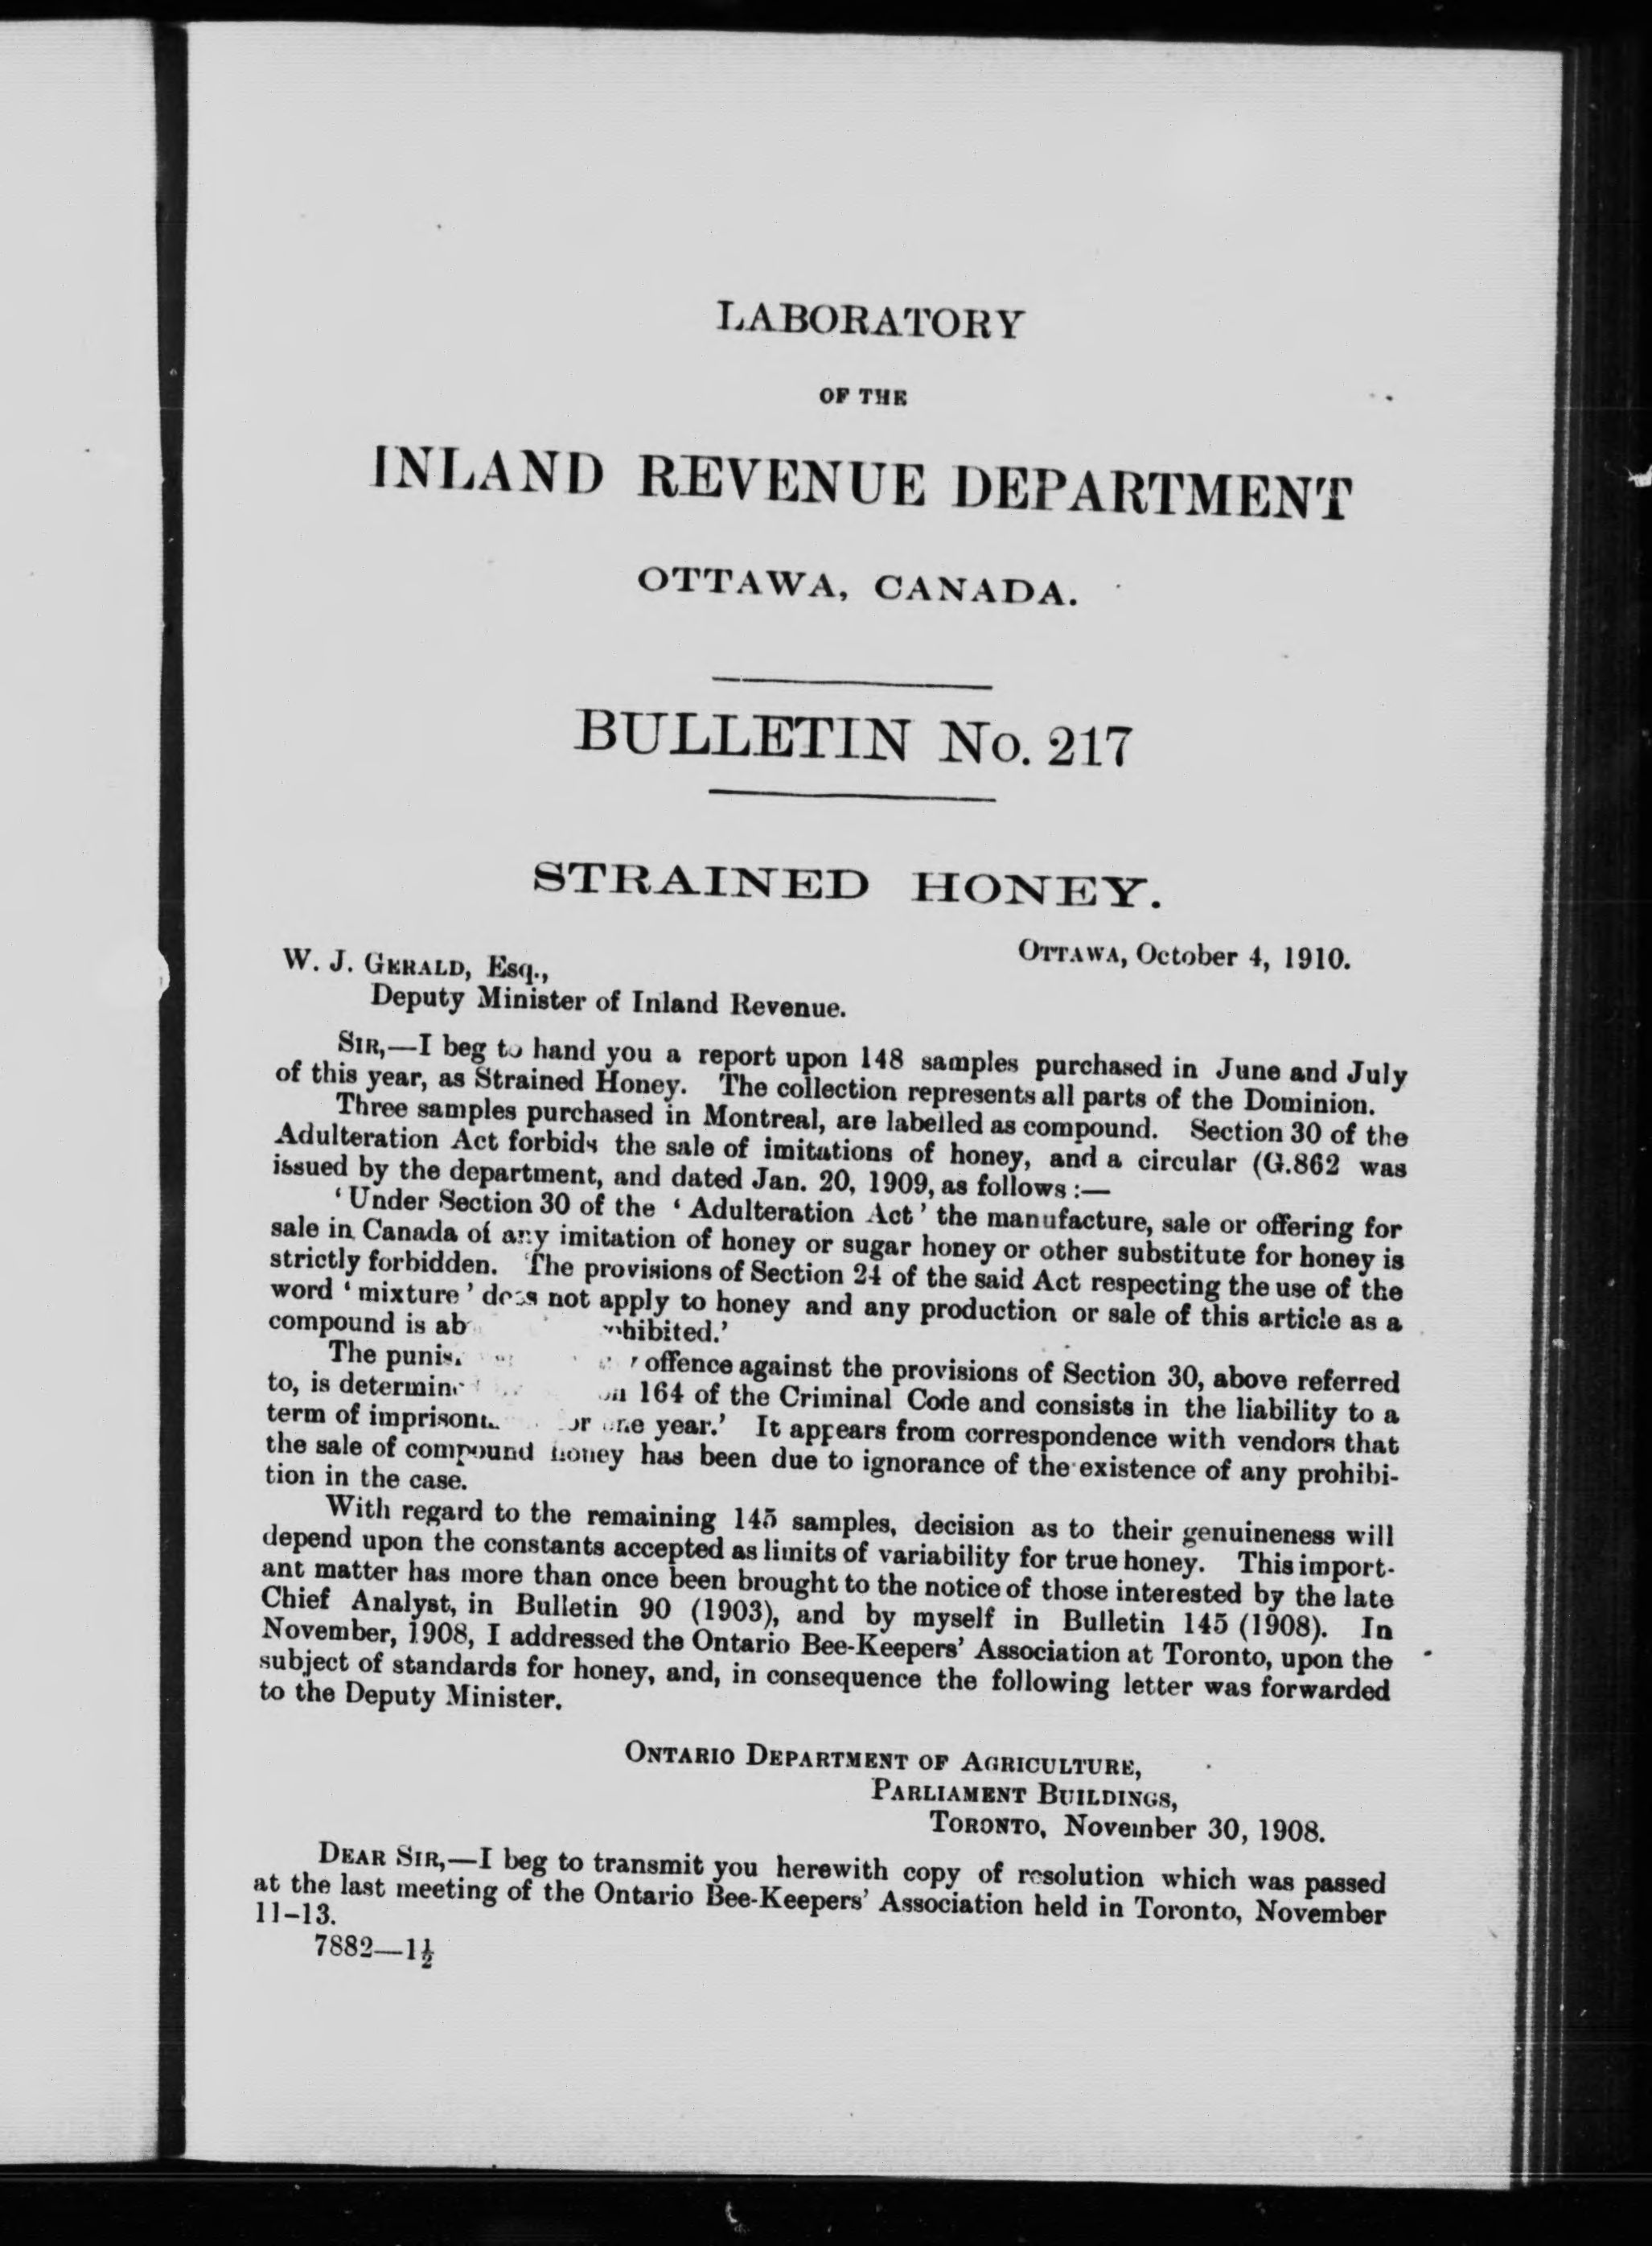 LABORATORY
OF THE
INLAND REVENUE DEPARTMENT
OTTAWA, CANADA.
BULLETIN No. 217
STRAINED HONEY.
OTTAWA, October 4, 1910.
W. J. GERALD, Esq.,
Deputy Minister of Inland Revenue.
SIR,—I beg to hand you a report upon 148 samples purchased in June and July
of this year, as Strained Honey. The collection represents all parts of the Dominion.
Three samples purchased in Montreal, are labelled as compound. Section 30 of the
Adulteration Act forbids the sale of imitations of honey, and a circular (G.862 was
issued by the department, and dated Jan. 20, 1909, as follows :—
‘Under Section 30 of the ‘Adulteration Act’ the manufacture, sale or offering for
sale in Canada of any imitation of honey or sugar honey or other substitute for honey is
strictly forbidden. The provisions of Section 24 of the said Act respecting the use of the
word ‘mixture’ does not apply to honey and any production or sale of this article as a
compound is
The offence against the provisions of Section 30, above referred
to, is 164 of the Criminal Code and consists in the liability to a
term of one year.’ It appears from correspondence with vendors that
the sale of compound honey has been due to ignorance of the existence of any prohibi-
tion in the case.
With regard to the remaining 145 samples, decision as to their genuineness will
depend upon the constants accepted as limits of variability for true honey. This import-
ant matter has more than once been brought to the notice of those interested by the late
Chief Analyst, in Bulletin 90 (1903), and by myself in Bulletin 145 (1908). In
November, 1908, I addressed the Ontario Bee-Keepers’ Association at Toronto, upon the
subject of standards for honey, and, in consequence the following letter was forwarded
to the Deputy Minister.
ONTARIO DEPARTMENT OF AGRICULTURE,
PARLIAMENT BUILDINGS,
TORONTO, November 30, 1908.
DEAR SIR,—I beg to transmit you herewith copy of resolution which was passed
at the last meeting of the Ontario Bee-Keepers’ Association held in Toronto, November
11–13.
7882—1½